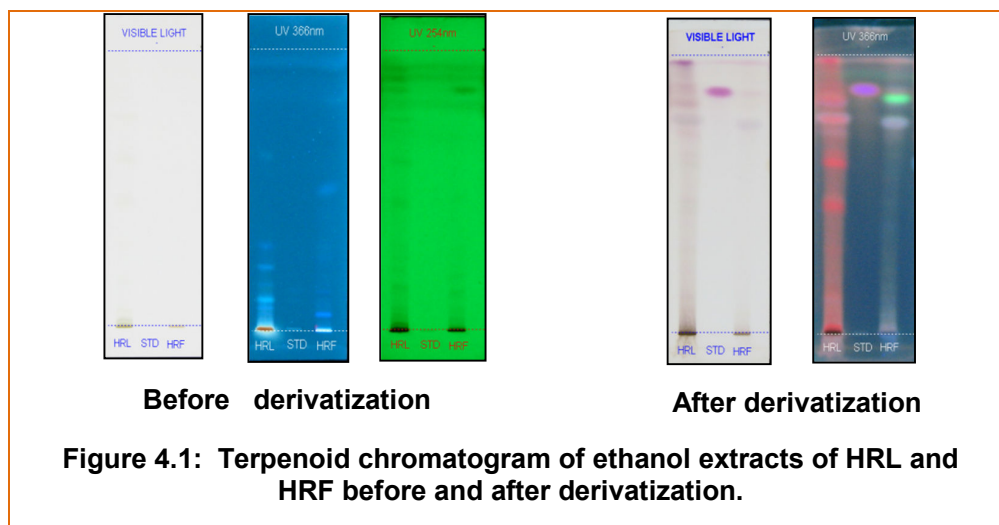 VISIBLE LIGHT
HRL STD HRF
UV 366nm
HRL STD HRF
UV 254nm
HRL STD HRF
VISIBLE LIGHT
HRL STD HRF
UV 366nm
HRL STD HRF
Before derivatization
After derivatization
Figure 4.1: Terpenoid chromatogram of ethanol extracts of HRL and
HRF before and after derivatization.